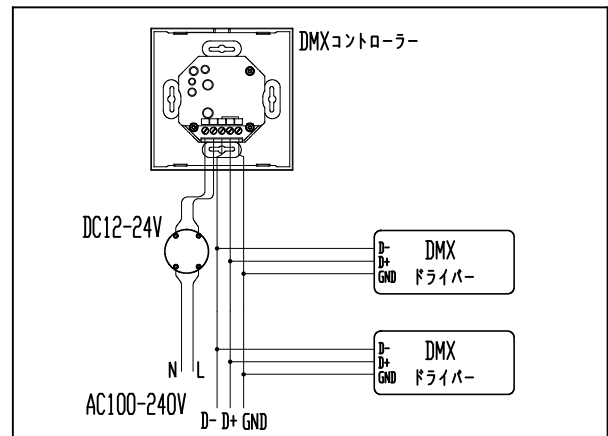 DMXコントローラー
DC12-24V
D-
D+
GND
DMX
ドライバー
D-
D+
GND
DMX
ドライバー
N L
AC100-240V
D- D+ GND